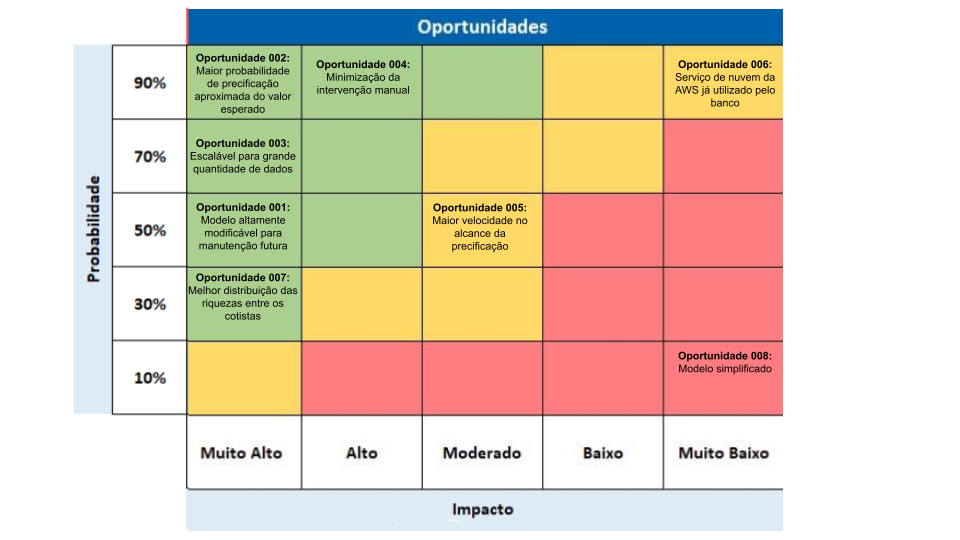 Oportunidades
Probabilidade
90%
Oportunidade 002:
Maior probabilidade
de precificação
aproximada do valor
esperado
Oportunidade 004:
Minimização da
intervenção manual
Oportunidade 006:
Serviço de nuvem da
AWS já utilizado pelo
banco
70%
Oportunidade 003:
Escalável para grande
quantidade de dados
50%
Oportunidade 001:
Modelo altamente
modificável para
manutenção futura
Oportunidade 005:
Maior velocidade no
alcance da
precificação
30%
Oportunidade 007:
Melhor distribuição das
riquezas entre os
cotistas
10%
Oportunidade 008:
Modelo simplificado
Muito Alto
Alto
Moderado
Baixo
Muito Baixo
Impacto